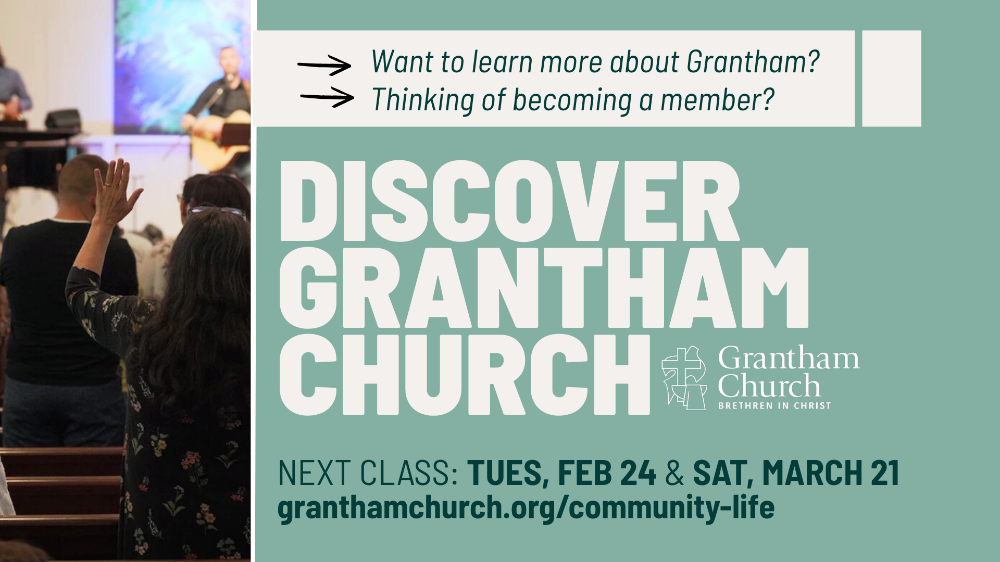 Want to learn more about Grantham?
Thinking of becoming a member?
DISCOVER
GRANTHAM
CHURCH
Grantham
Church
BRETHREN IN CHRIST
NEXT CLASS: TUES, FEB 24 & SAT, MARCH 21
granthamchurch.org/community-life